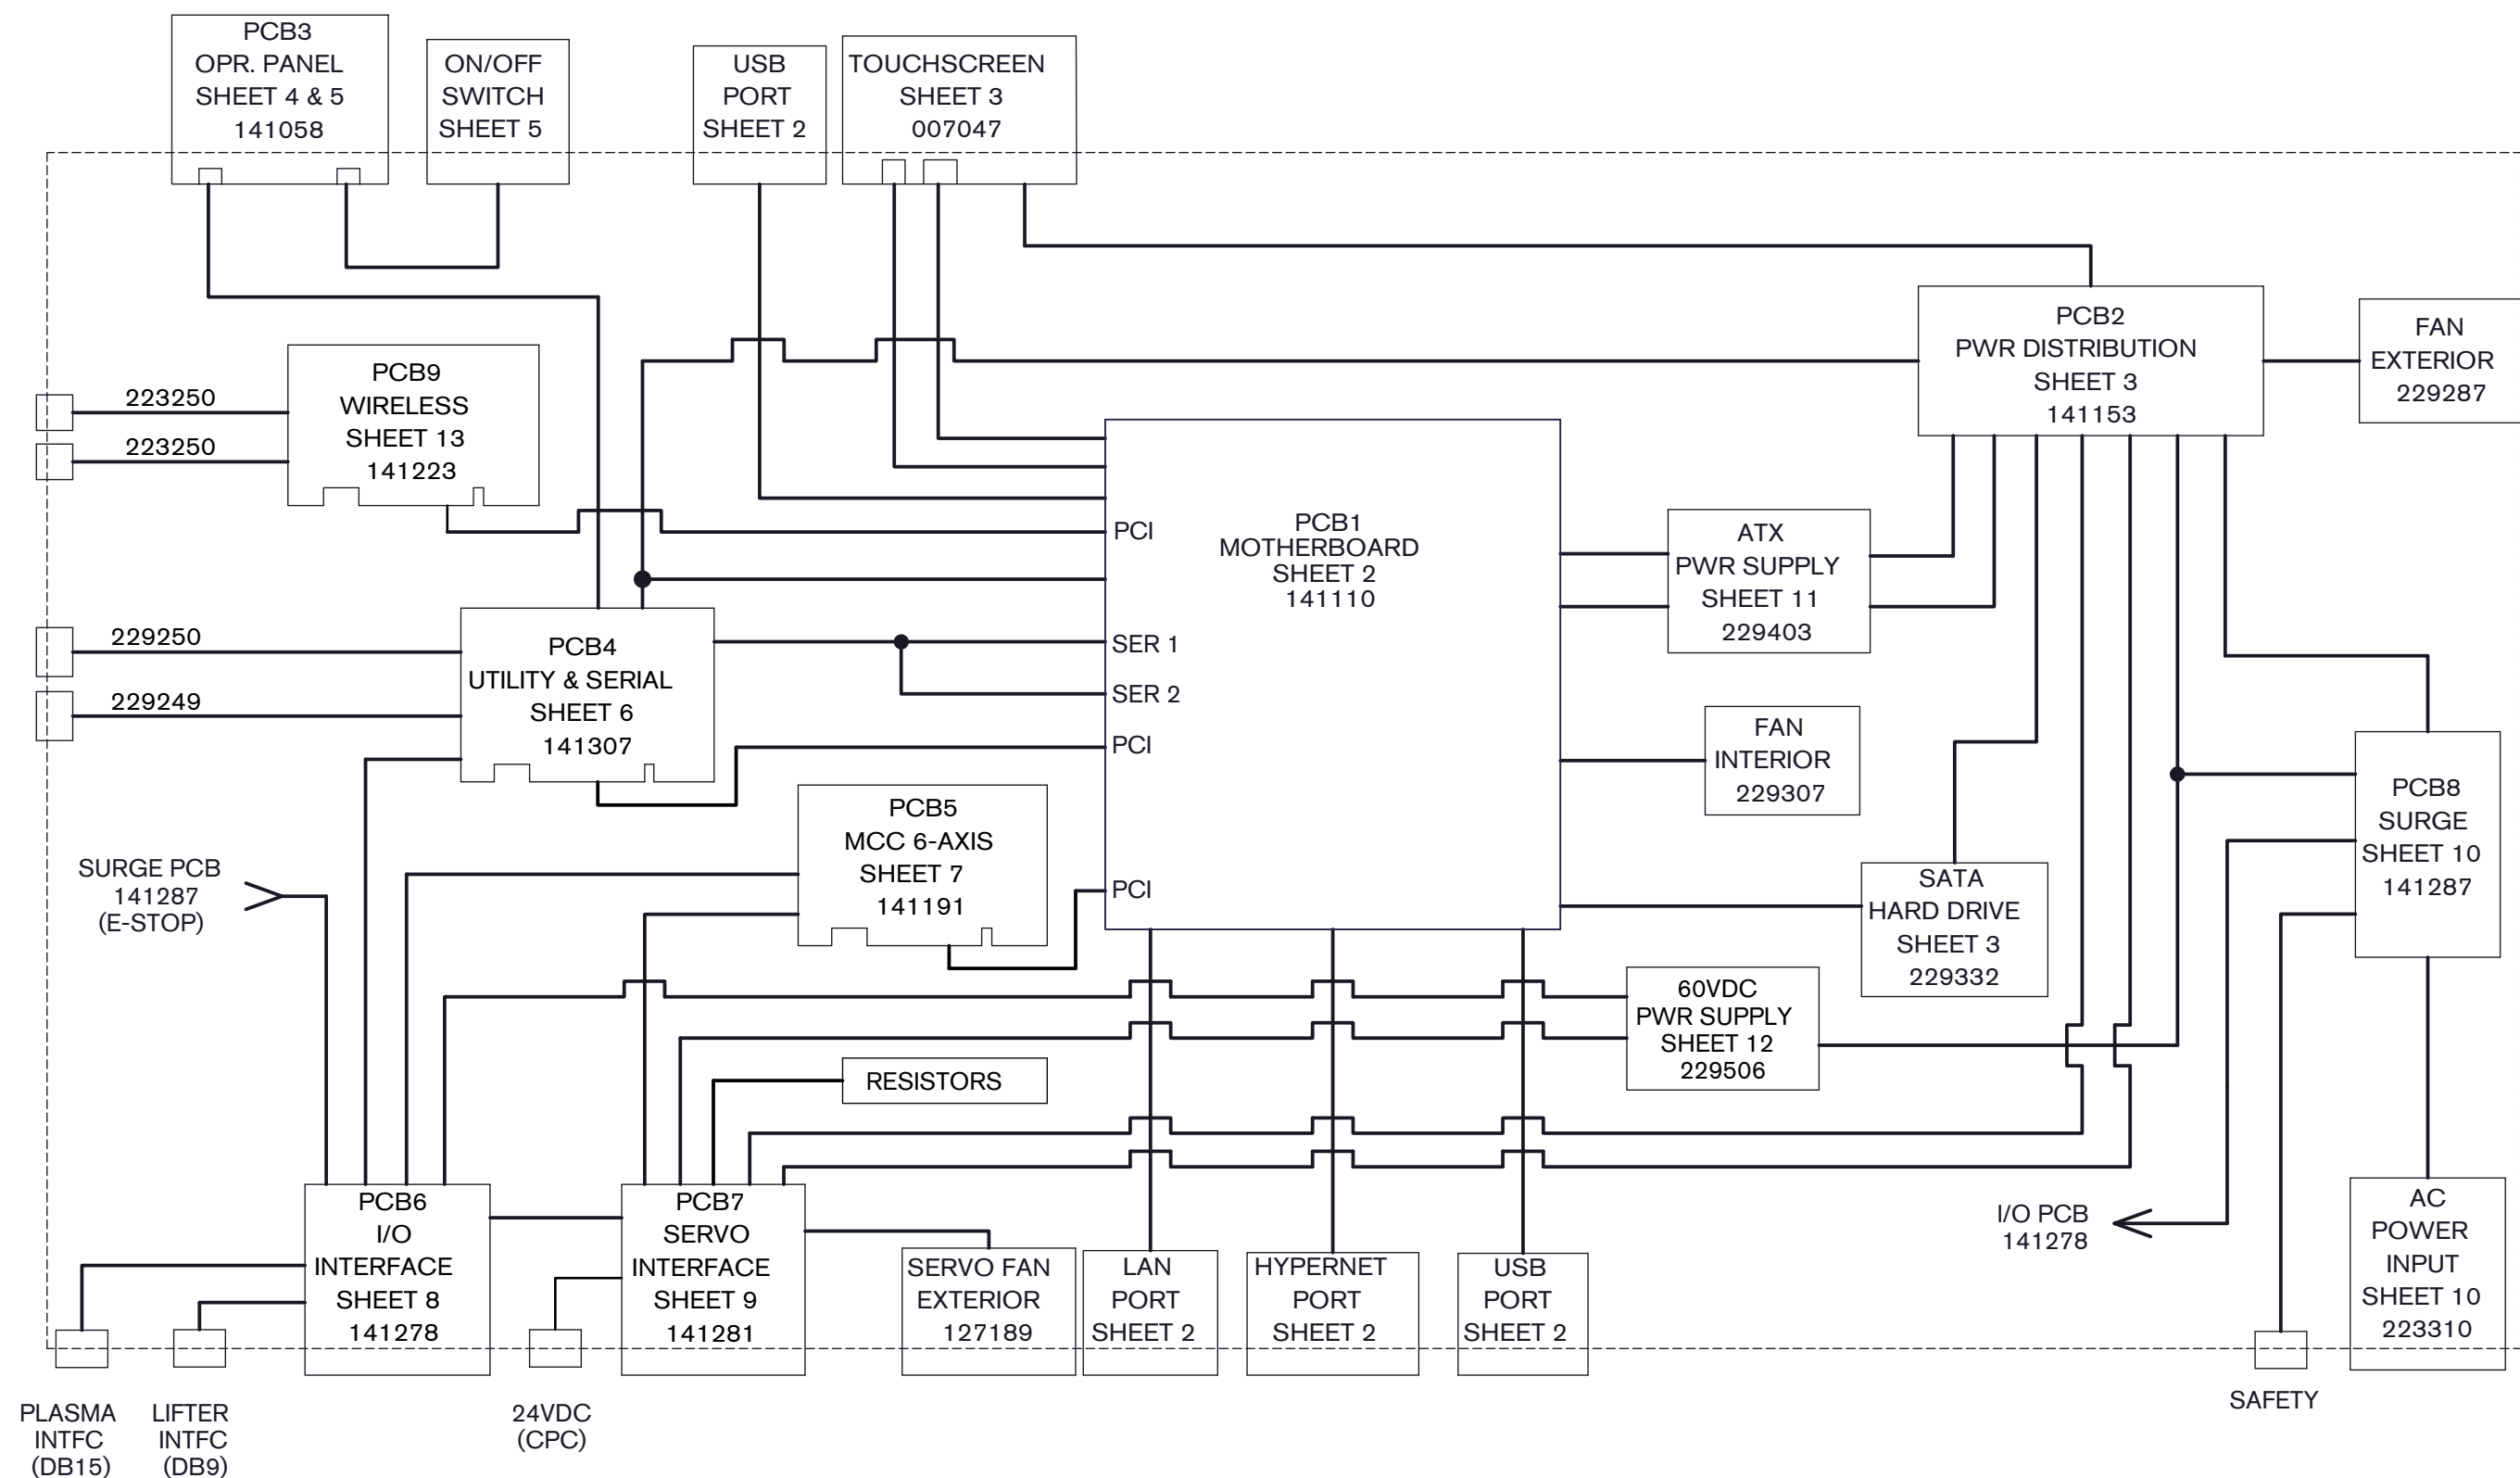 PCB3
OPR. PANEL
SHEET 4 & 5
141058
ON/OFF
SWITCH
SHEET 5
USB
PORT
SHEET 2
TOUCHSCREEN
SHEET 3
007047
PCB2
PWR DISTRIBUTION
SHEET 3
141153
FAN
EXTERIOR
229287
223250
223250
PCB9
WIRELESS
SHEET 13
141223
PCI
PCB1
MOTHERBOARD
SHEET 2
141110
SER 1
SER 2
PCI
PCI
ATX
PWR SUPPLY
SHEET 11
229403
229250
229249
PCB4
UTILITY & SERIAL
SHEET 6
141307
FAN
INTERIOR
229307
PCB8
SURGE
SHEET 10
141287
PCB5
MCC 6-AXIS
SHEET 7
141191
SURGE PCB
141287
(E-STOP)
SATA
HARD DRIVE
SHEET 3
229332
60VDC
PWR SUPPLY
SHEET 12
229506
RESISTORS
PCB6
I/O
INTERFACE
SHEET 8
141278
PCB7
SERVO
INTERFACE
SHEET 9
141281
SERVO FAN
EXTERIOR
127189
LAN
PORT
SHEET 2
HYPERNET
PORT
SHEET 2
USB
PORT
SHEET 2
I/O PCB
141278
AC
POWER
INPUT
SHEET 10
223310
PLASMA
INTFC
(DB15)
LIFTER
INTFC
(DB9)
24VDC
(CPC)
SAFETY